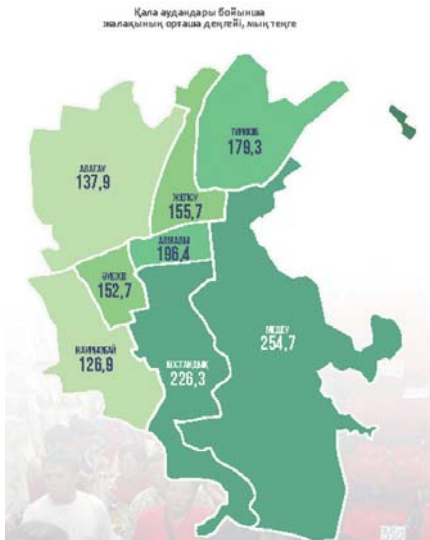 Қала аудандары бойынша
жалақының орташа деңгейі, мың теңге
ТҮРКСІБ
179,3
АЛАТАУ
137,9
ЖЕТІСУ
155,7
АЛМАЛЫ
196,4
ӘУЕЗОВ
152,7
МЕДЕУ
254,7
БОСТАНДЫҚ
226,3
НАУРЫЗБАЙ
126,9
350